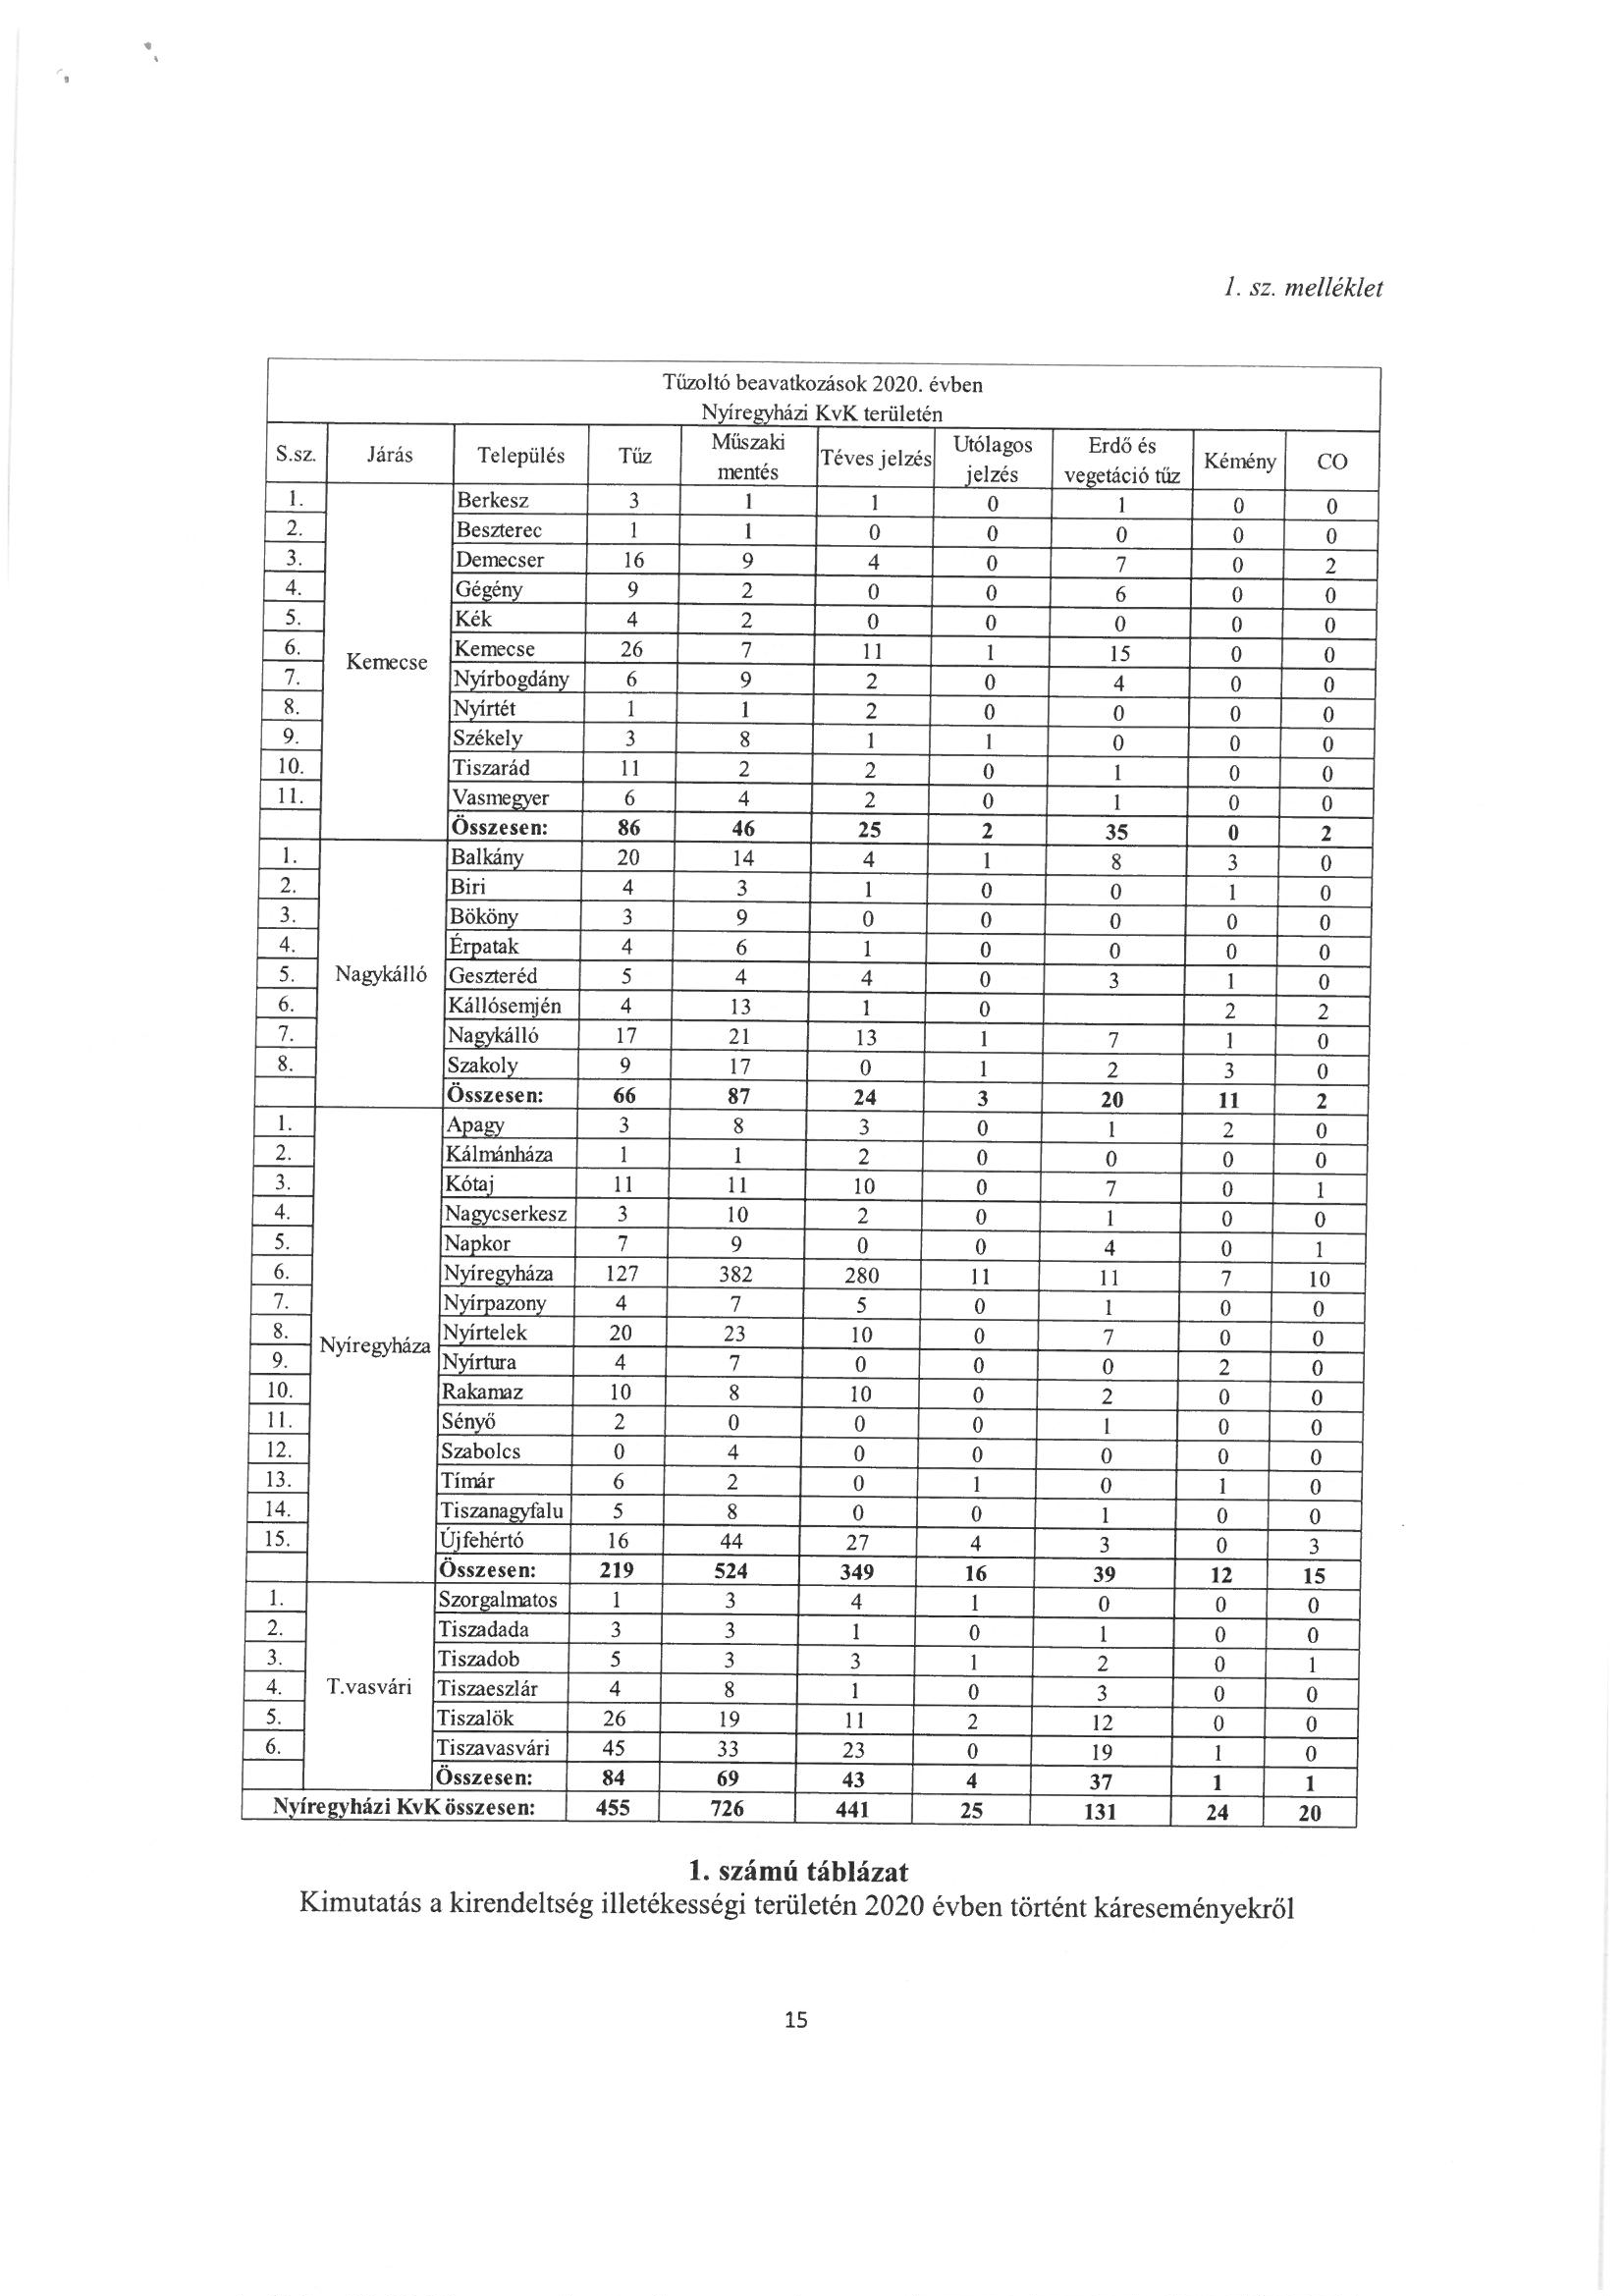 1. sz. melléklet
Tűzoltó beavatkozások 2020. évben
Nyíregyházi KvK területén
S.sz. Járás Település Tűz Műszaki mentés Téves jelzés Utólagos jelzés Erdő és vegetáció tűz Kémény CO
1. Berkesz 3 1 1 0 1 0 0
2. Beszterec 1 1 0 0 0 0 0
3. Demecser 16 9 4 0 7 0 2
4. Gégény 9 2 0 0 6 0 0
5. Kék 4 2 0 0 0 0 0
6. Kemecse 26 7 11 1 15 0 0
Kemecse
7. Nyírbogdány 6 9 2 0 4 0 0
8. Nyírtét 1 1 2 0 0 0 0
9. Székely 3 8 1 1 0 0 0
10. Tiszarád 11 2 2 0 1 0 0
11. Vasmegyer 6 4 2 0 1 0 0
Összesen: 86 46 25 2 35 0 2
1. Balkány 20 14 4 1 8 3 0
2. Biri 4 3 1 0 0 1 0
3. Bököny 3 9 0 0 0 0 0
4. Érpatak 4 6 1 0 0 0 0
5. Nagykálló Geszteréd 5 4 4 0 3 1 0
6. Kállósemjén 4 13 1 0 2 2
7. Nagykálló 17 21 13 1 7 1 0
8. Szakoly 9 17 0 1 2 3 0
Összesen: 66 87 24 3 20 11 2
1. Apagy 3 8 3 0 1 2 0
2. Kálmánháza 1 1 2 0 0 0 0
3. Kótaj 11 11 10 0 7 0 1
4. Nagycserkesz 3 10 2 0 1 0 0
5. Napkor 7 9 0 0 4 0 1
6. Nyíregyháza 127 382 280 11 11 7 10
7. Nyírpazony 4 7 5 0 1 0 0
8. Nyírtelek 20 23 10 0 7 0 0
Nyíregyháza
9. Nyírtura 4 7 0 0 0 2 0
10. Rakamaz 10 8 10 0 2 0 0
11. Sényő 2 0 0 0 1 0 0
12. Szabolcs 0 4 0 0 0 0 0
13. Tímár 6 2 0 1 0 1 0
14. Tiszanagyfalu 5 8 0 0 1 0 0
15. Újfehértó 16 44 27 4 3 0 3
Összesen: 219 524 349 16 39 12 15
1. Szorgalmatos 1 3 4 1 0 0 0
2. Tiszadada 3 3 1 0 1 0 0
3. Tiszadob 5 3 3 1 2 0 1
4. T.vasvári Tiszaeszlár 4 8 1 0 3 0 0
5. Tiszalök 26 19 11 2 12 0 0
6. Tiszavasvári 45 33 23 0 19 1 0
Összesen: 84 69 43 4 37 1 1
Nyíregyházi KvK összesen: 455 726 441 25 131 24 20
1. számú táblázat
Kimutatás a kirendeltség illetékességi területén 2020 évben történt káreseményekről
15